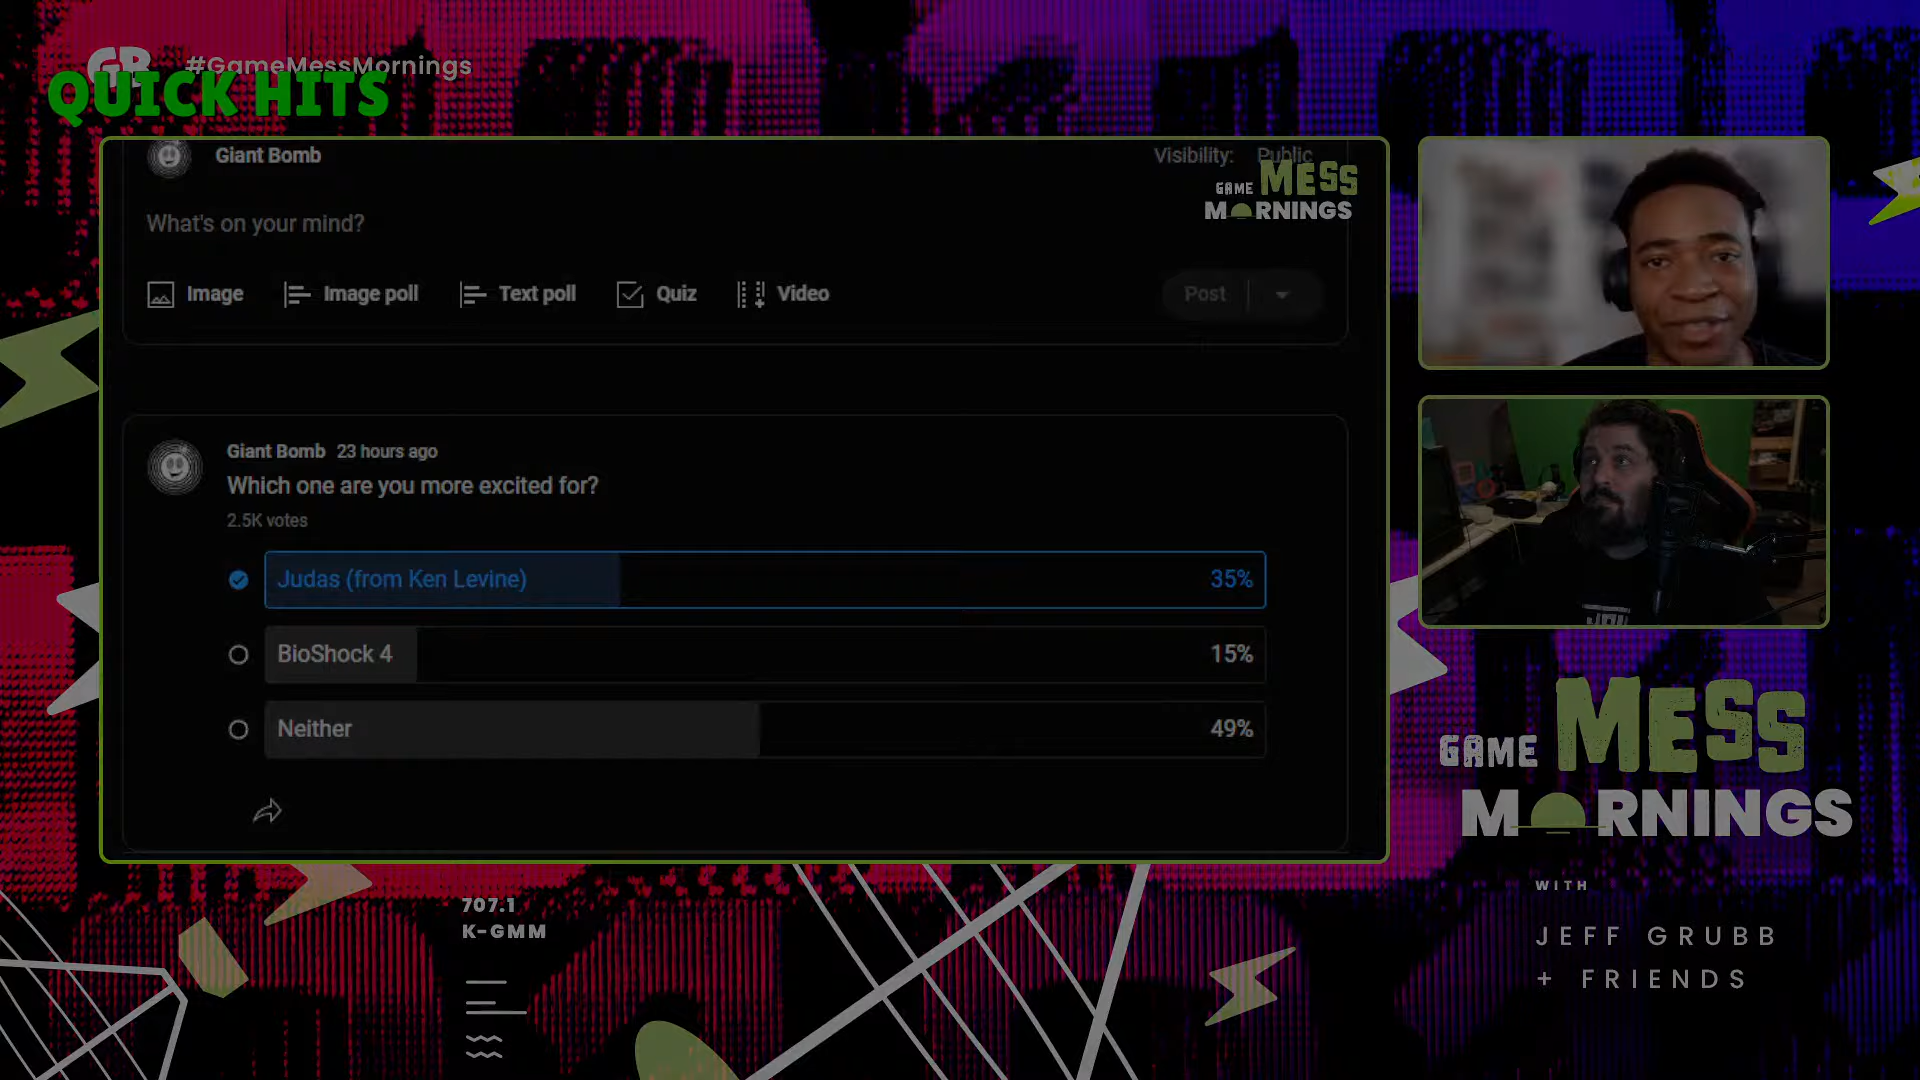 GB #GameMessMornings
QUICK HITS
Giant Bomb
Visibility: Public
GAME MESS
MORNINGS
What's on your mind?
Image
Image poll
Text poll
Quiz
Video
Post
Giant Bomb 23 hours ago
Which one are you more excited for?
2.5K votes
Judas (from Ken Levine) 35%
BioShock 4 15%
Neither 49%
GAME MESS
MORNINGS
WITH
JEFF GRUBB
+ FRIENDS
707.1
K-GMM